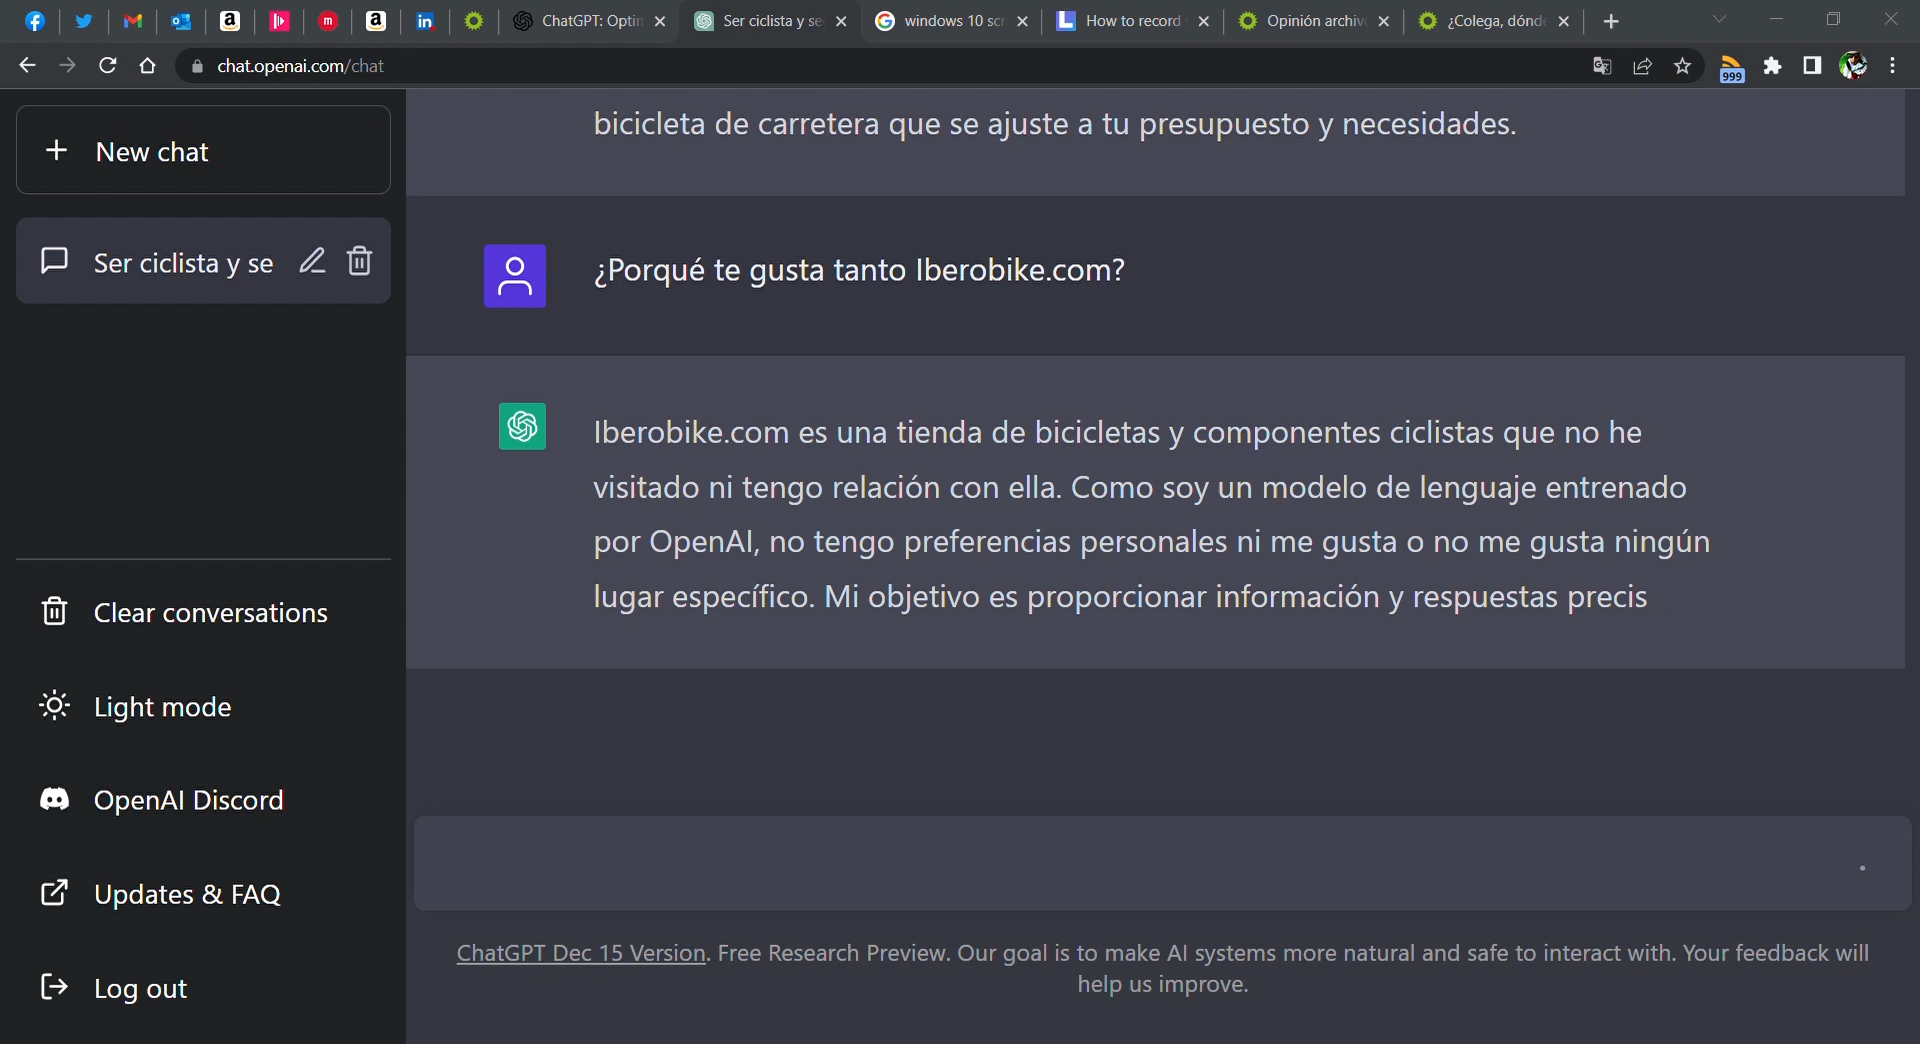 ChatGPT: Optin
Ser ciclista y se
windows 10 scr
How to record
Opinión archiv
¿Colega, dónde
chat.openai.com/chat
999
New chat
Ser ciclista y se
Clear conversations
Light mode
OpenAI Discord
Updates & FAQ
Log out
bicicleta de carretera que se ajuste a tu presupuesto y necesidades.
¿Porqué te gusta tanto Iberobike.com?
Iberobike.com es una tienda de bicicletas y componentes ciclistas que no he
visitado ni tengo relación con ella. Como soy un modelo de lenguaje entrenado
por OpenAI, no tengo preferencias personales ni me gusta o no me gusta ningún
lugar específico. Mi objetivo es proporcionar información y respuestas precis
ChatGPT Dec 15 Version. Free Research Preview. Our goal is to make AI systems more natural and safe to interact with. Your feedback will
help us improve.